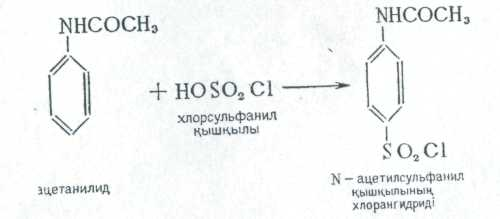 NHCOCH₃
NHCOCH₃
+ HOSO₂Cl
хлорсульфанил
қышқылы
SO₂Cl
ацетанилид
N – ацетилсульфанил
қышқылының
хлорангидриді